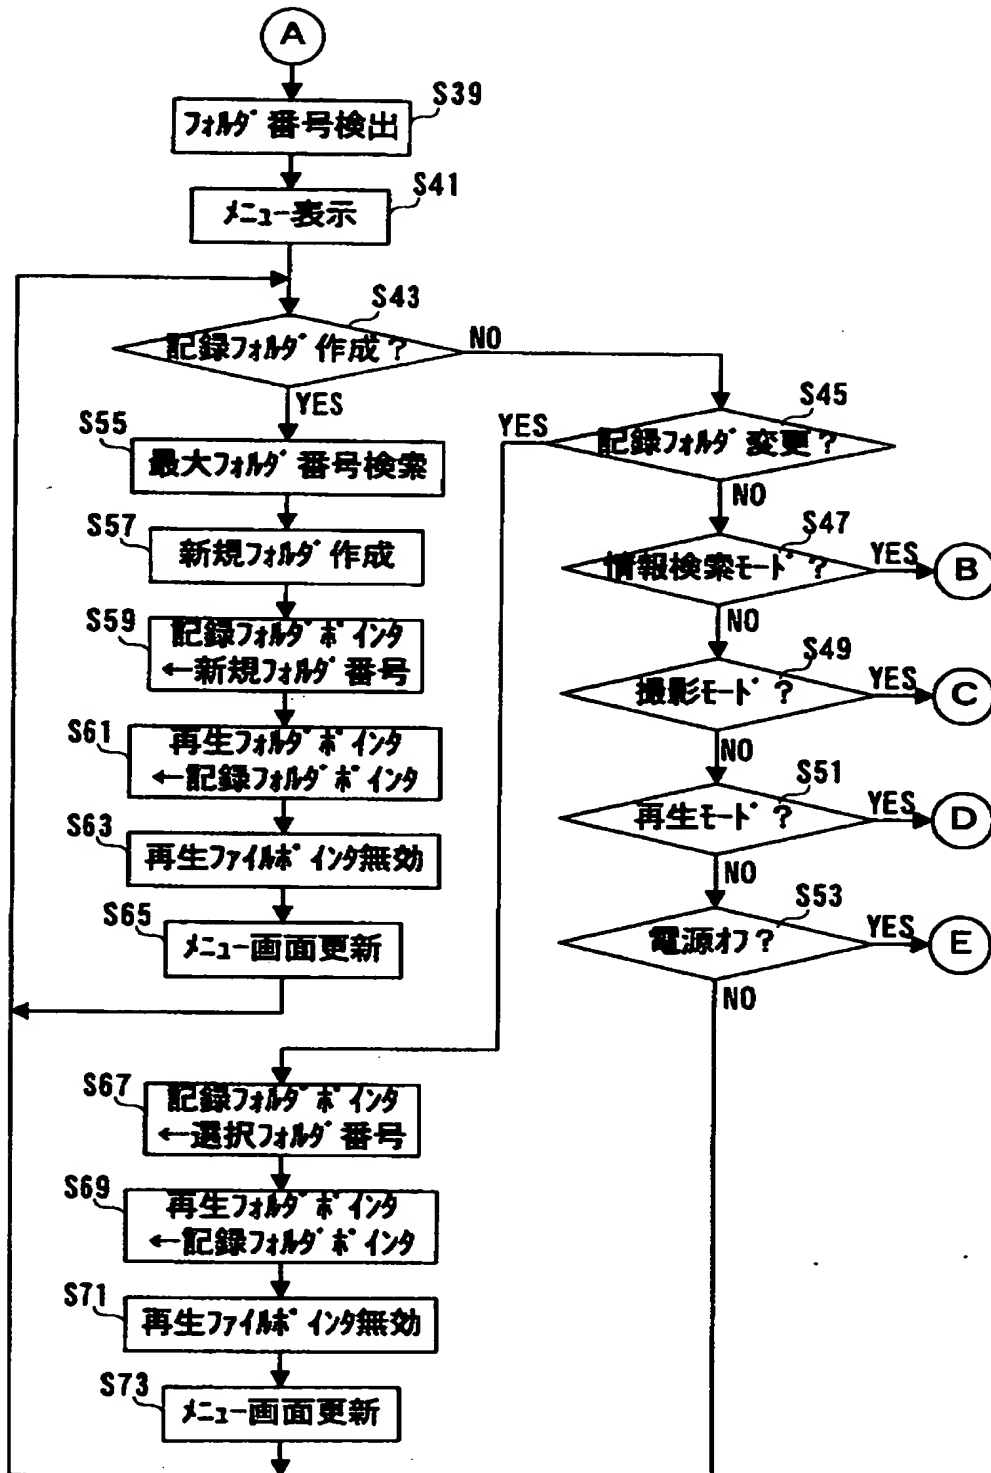 A
S39
フォルダ番号検出
S41
メニュー表示
S43
記録フォルダ作成?
NO
YES
S45
YES
記録フォルダ変更?
NO
S55
最大フォルダ番号検索
S47
情報検索モード?
YES
B
NO
S57
新規フォルダ作成
S59
記録フォルダポインタ
←新規フォルダ番号
S49
撮影モード?
YES
C
NO
S61
再生フォルダポインタ
←記録フォルダポインタ
S51
再生モード?
YES
D
NO
S63
再生ファイルポインタ無効
S53
電源オフ?
YES
E
NO
S65
メニュー画面更新
S67
記録フォルダポインタ
←選択フォルダ番号
S69
再生フォルダポインタ
←記録フォルダポインタ
S71
再生ファイルポインタ無効
S73
メニュー画面更新